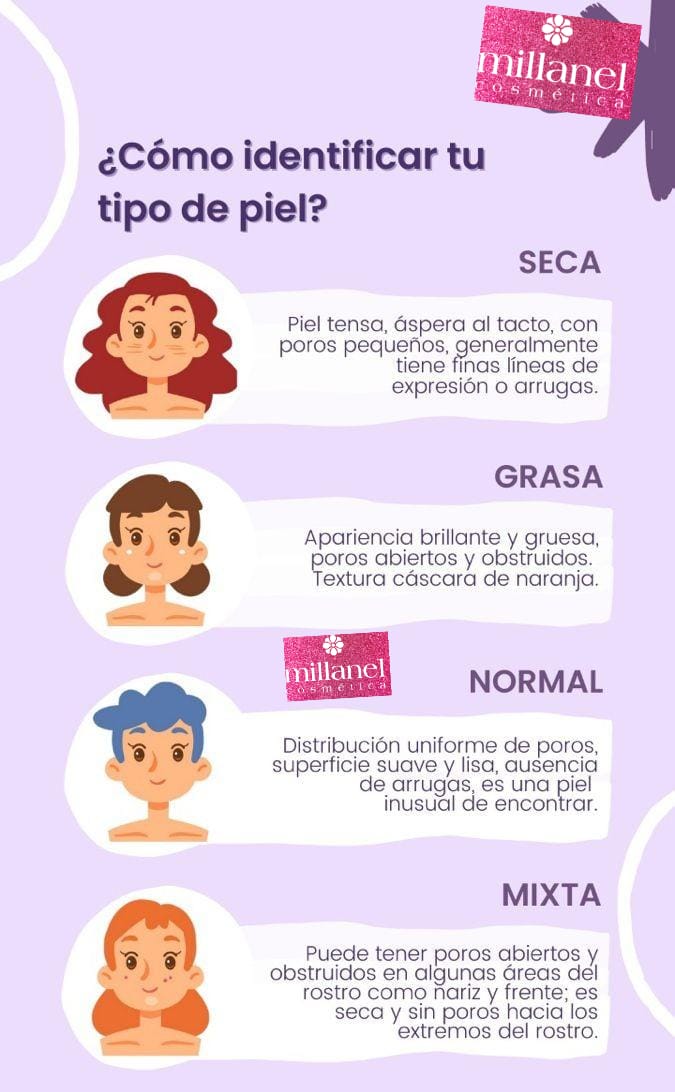 millanel
cosmética
¿Cómo identificar tu
tipo de piel?
SECA
Piel tensa, áspera al tacto, con
poros pequeños, generalmente
tiene finas líneas de
expresión o arrugas.
GRASA
Apariencia brillante y gruesa,
poros abiertos y obstruidos.
Textura cáscara de naranja.
millanel
cosmética
NORMAL
Distribución uniforme de poros,
superficie suave y lisa, ausencia
de arrugas, es una piel
inusual de encontrar.
MIXTA
Puede tener poros abiertos y
obstruidos en algunas áreas del
rostro como nariz y frente; es
seca y sin poros hacia los
extremos del rostro.